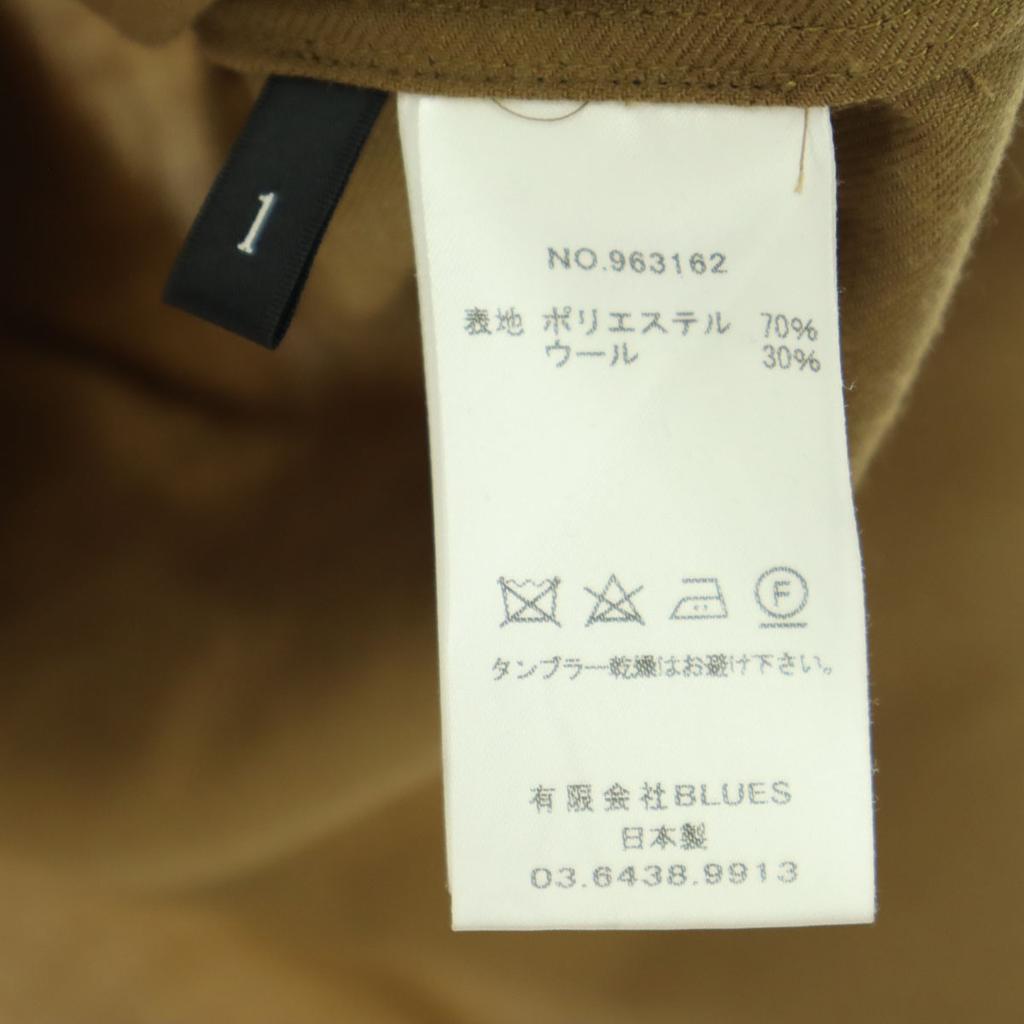 1
NO.963162
表地 ポリエステル 70%
ウール 30%
F
タンブラー乾燥はお避け下さい。
有限会社BLUES
日本製
03.6438.9913